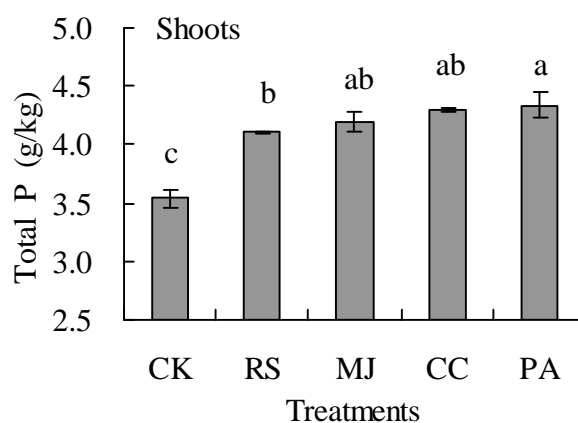 5.0 Shoots
4.5
4.0
3.5
3.0
2.5
Total P (g/kg)
c b ab ab a
CK RS MJ CC PA
Treatments